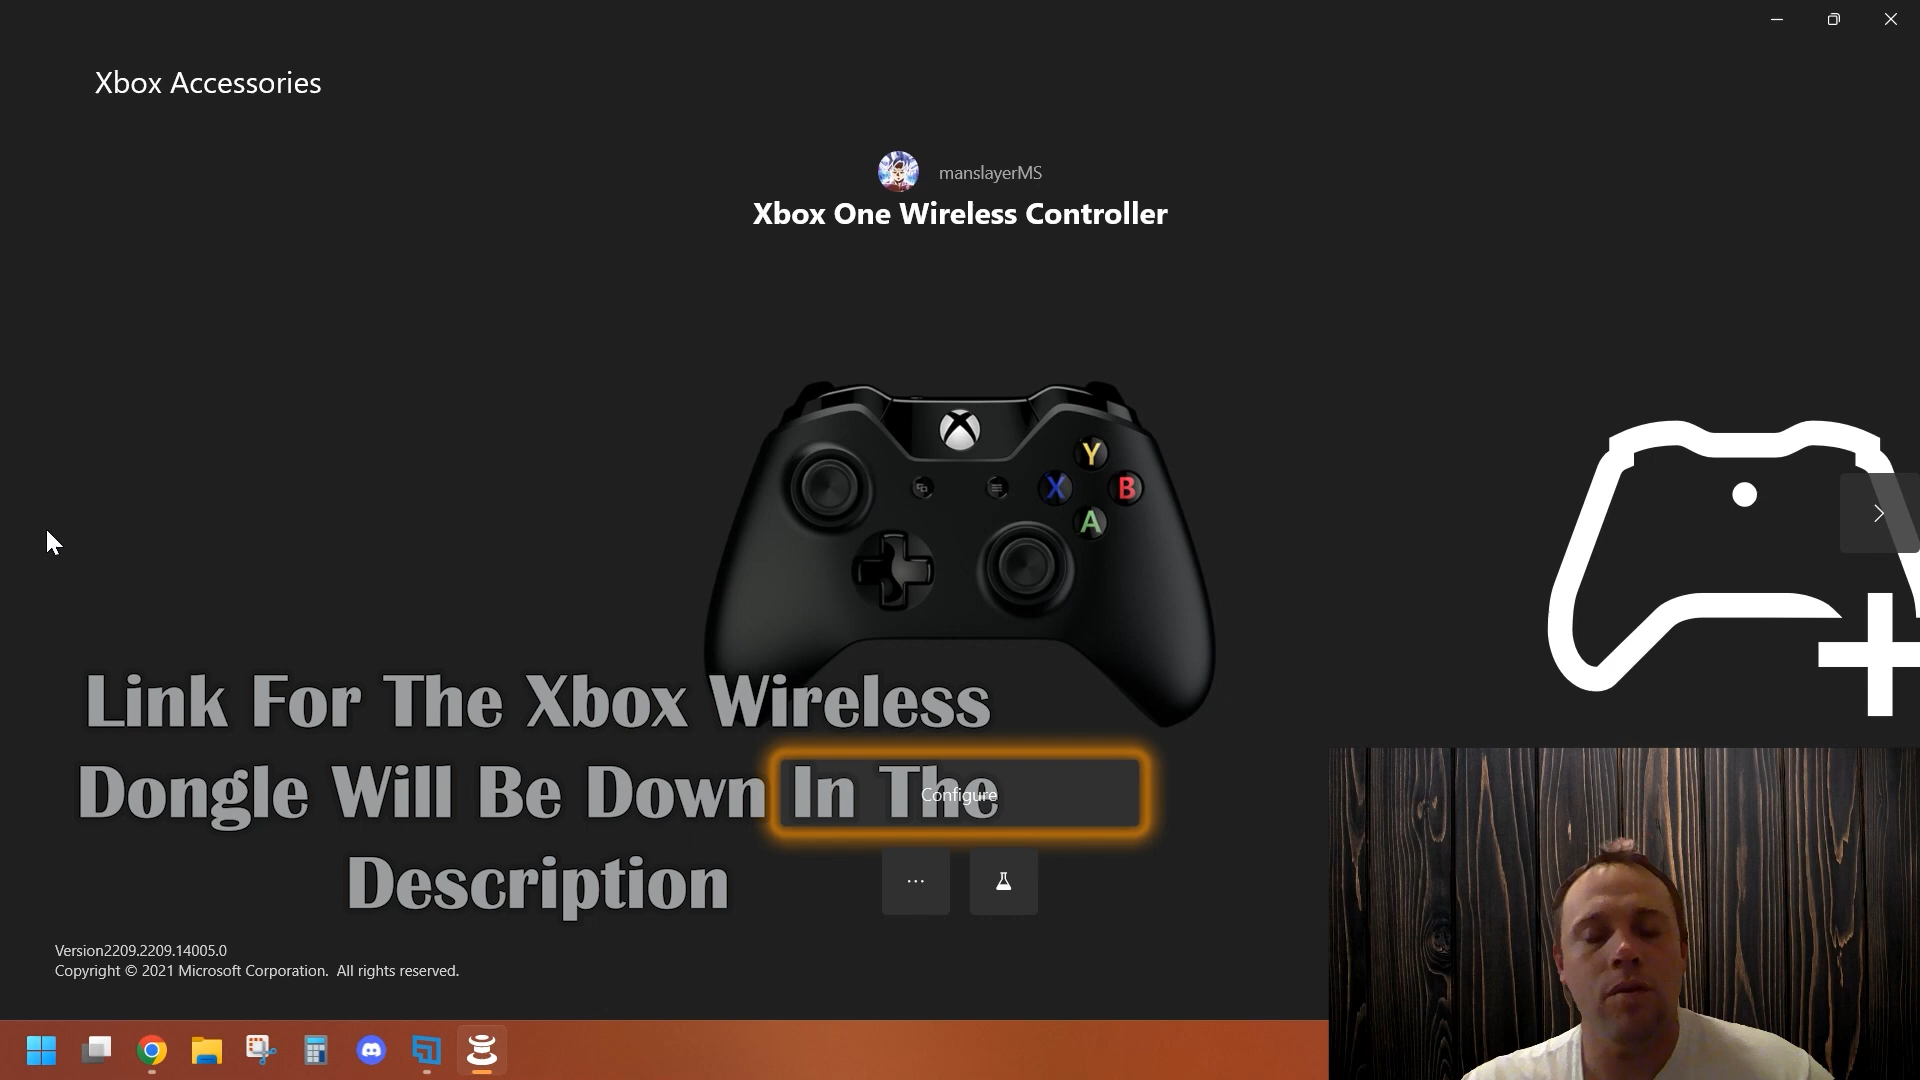 Xbox Accessories
manslayerMS
Xbox One Wireless Controller
Y
X
B
A
Link For The Xbox Wireless
Dongle Will Be Down In The
Description
Configure
Version2209.2209.14005.0
Copyright © 2021 Microsoft Corporation. All rights reserved.